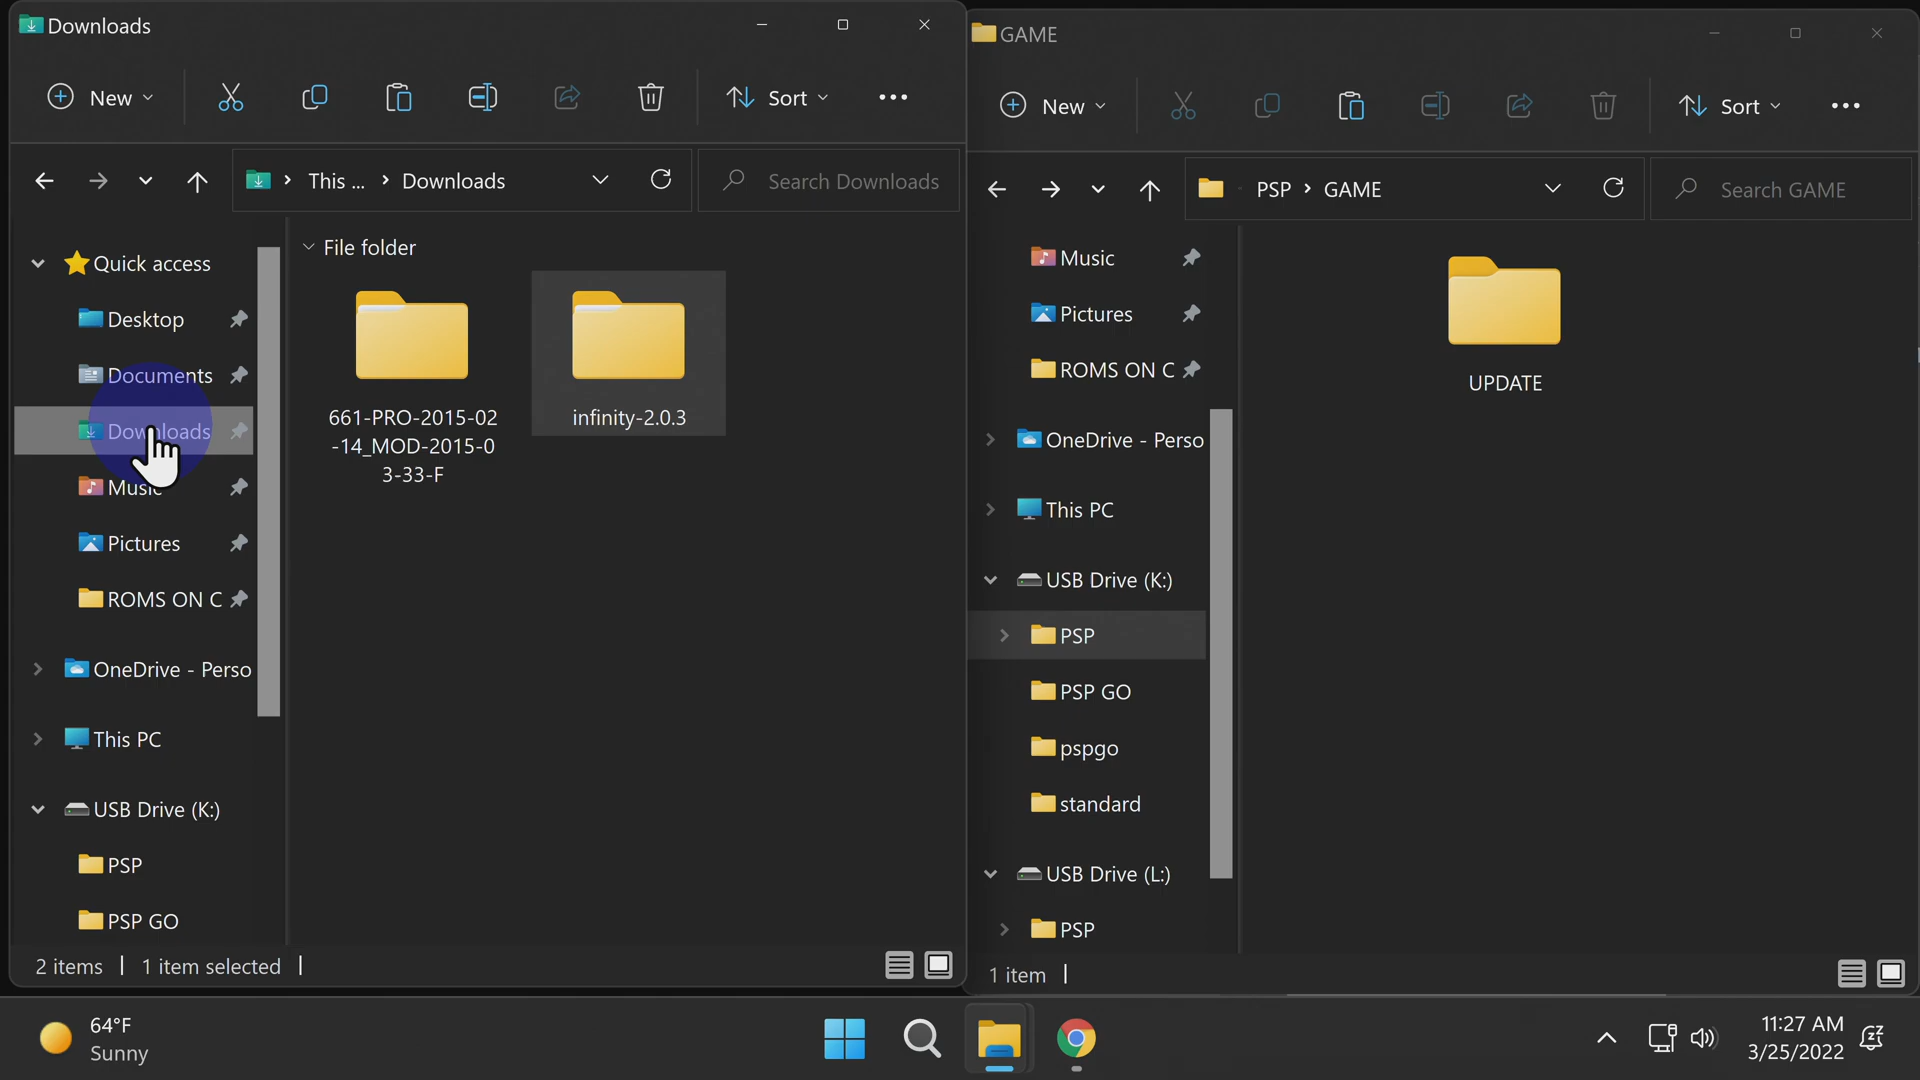 Downloads
New
Sort
This ...
Downloads
Search Downloads
Quick access
Desktop
Documents
Downloads
Music
Pictures
ROMS ON C
OneDrive - Perso
This PC
USB Drive (K:)
PSP
PSP GO
File folder
661-PRO-2015-02
-14_MOD-2015-0
3-33-F
infinity-2.0.3
2 items
1 item selected
GAME
New
Sort
PSP
GAME
Search GAME
Music
Pictures
ROMS ON C
OneDrive - Perso
This PC
USB Drive (K:)
PSP
PSP GO
pspgo
standard
USB Drive (L:)
PSP
UPDATE
1 item
64°F
Sunny
11:27 AM
3/25/2022